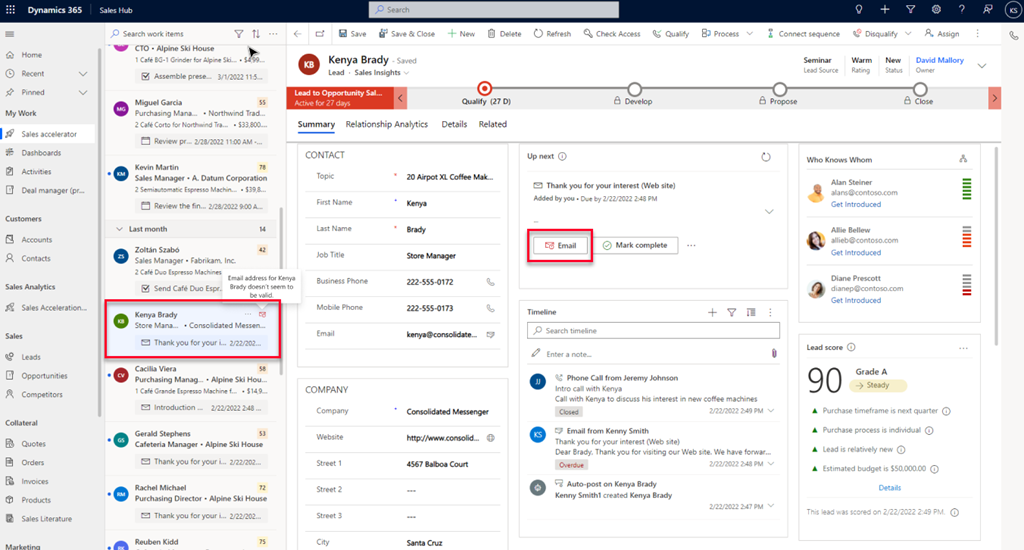 Dynamics 365
Sales Hub
Search
KS
Home
Recent
Pinned
My Work
Sales accelerator
Dashboards
Activities
Deal manager (pr...
Customers
Accounts
Contacts
Sales Analytics
Sales Acceleration...
Sales
Leads
Opportunities
Competitors
Collateral
Quotes
Orders
Invoices
Products
Sales Literature
Marketing
Search work items
CTO • Alpine Ski House
1 Café BG-1 Grinder for Alpine Ski House • $4,99...
Assemble prese... 3/1/2022 11:5...
MG
Miguel Garcia 55
Purchasing Mana... • Northwind Trad...
2 Café Corto for Northwind Trad... • $33,800...
Review pr... 2/28/2022 11:00 AM -...
KM
Kevin Martin 78
Sales Manager • A. Datum Corporation
2 Semiautomatic Espresso Machin... • $39,8...
Review the fin... 2/28/2022 9:00 A...
Last month 14
ZS
Zoltán Szabó 42
Sales Manager • Fabrikam, Inc.
2 Café Duo Espresso Machines
Send Café Duo Espr...
Email address for Kenya
Brady doesn't seem to
be valid.
KB
Kenya Brady
Store Mana... • Consolidated Messen...
Thank you for your i... 2/22/202...
CV
Cacilia Viera 58
Purchasing Manag... • Alpine Ski Hou...
1 Café Grande Espresso Machine f... • $14,9...
Introduction ... 2/22/2022 2:48 ...
GS
Gerald Stephens 53
Cafeteria Manager • Alpine Ski House
Thank you for your i... 2/22/202...
RM
Rachel Michael 72
Purchasing Director • Alpine Ski House
Thank you for your i... 2/22/202...
RK
Reuben Kidd 75
Save
Save & Close
New
Delete
Refresh
Check Access
Qualify
Process
Connect sequence
Disqualify
Assign
KB
Kenya Brady - Saved
Lead • Sales Insights
Seminar
Lead Source
Warm
Rating
New
Status
David Mallory
Owner
Lead to Opportunity Sal...
Active for 27 days
Qualify (27 D)
Develop
Propose
Close
Summary
Relationship Analytics
Details
Related
CONTACT
Topic * 20 Airpot XL Coffee Mak...
First Name * Kenya
Last Name * Brady
Job Title Store Manager
Business Phone 222-555-0172
Mobile Phone 222-555-0173
Email kenya@consolidate...
COMPANY
Company * Consolidated Messenger
Website http://www.consolid...
Street 1 4567 Balboa Court
Street 2 ---
Street 3 ---
City Santa Cruz
Up next
Thank you for your interest (Web site)
Added by you • Due by 2/22/2022 2:48 PM
...
Email
Mark complete
Timeline
Search timeline
Enter a note...
JJ
Phone Call from Jeremy Johnson
Intro call with Kenya
Call with Kenya to discuss his interest in new coffee machines
Closed 2/22/2022 2:49 PM
KS
Email from Kenny Smith
Thank you for your interest (Web site)
Dear Brady. Thank you for visiting our Web site. We have forwar...
Overdue 2/22/2022 2:48 PM
Auto-post on Kenya Brady
Kenny Smith1 created Kenya Brady
2/22/2022 2:47 PM
Who Knows Whom
Alan Steiner
alans@contoso.com
Get Introduced
Allie Bellew
allieb@contoso.com
Get Introduced
Diane Prescott
dianep@contoso.com
Get Introduced
Lead score
90
Grade A
Steady
Purchase timeframe is next quarter
Purchase process is individual
Lead is relatively new
Estimated budget is $50,000.00
Details
This lead was scored on 2/22/2022 2:49 PM.